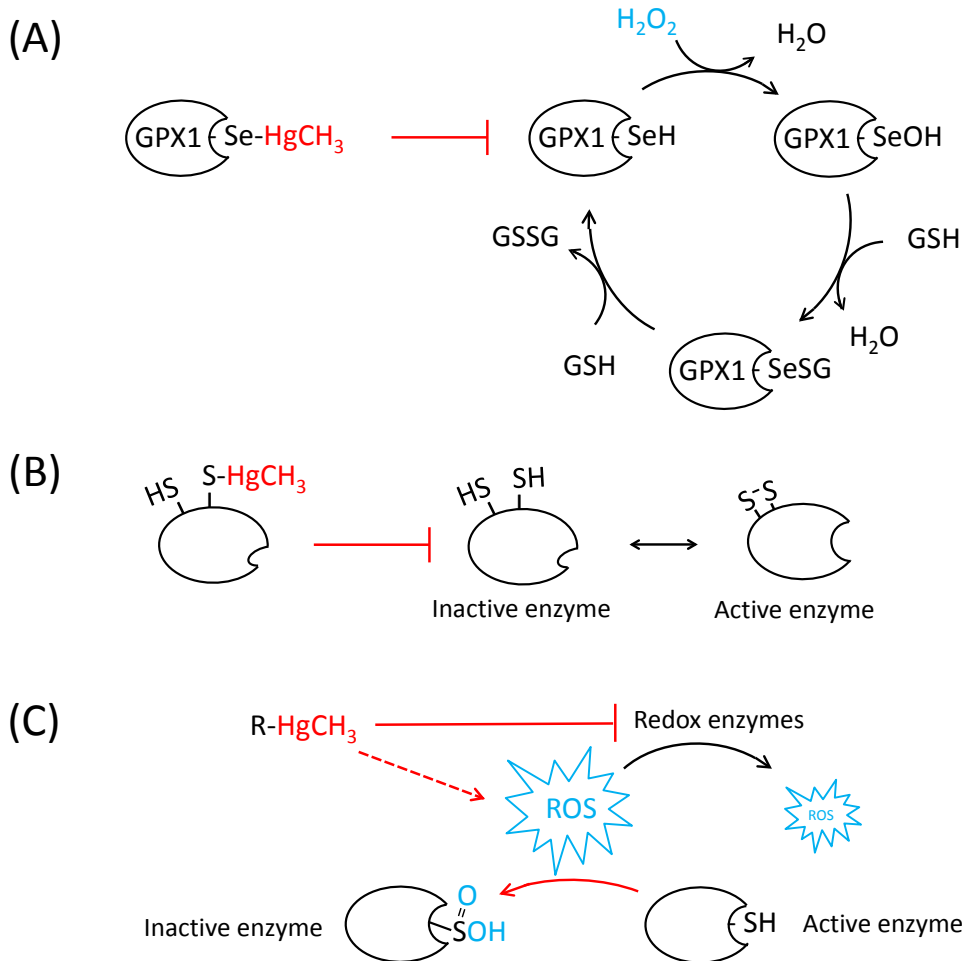 (A)
H₂O₂
H₂O
GPX1 Se-HgCH₃
GPX1 SeH
GPX1 SeOH
GSSG
GSH
H₂O
GSH
GPX1 SeSG
(B)
HS
S-HgCH₃
HS
SH
S-S
Inactive enzyme
Active enzyme
(C)
R-HgCH₃
Redox enzymes
ROS
ROS
O
Inactive enzyme
SOH
SH
Active enzyme